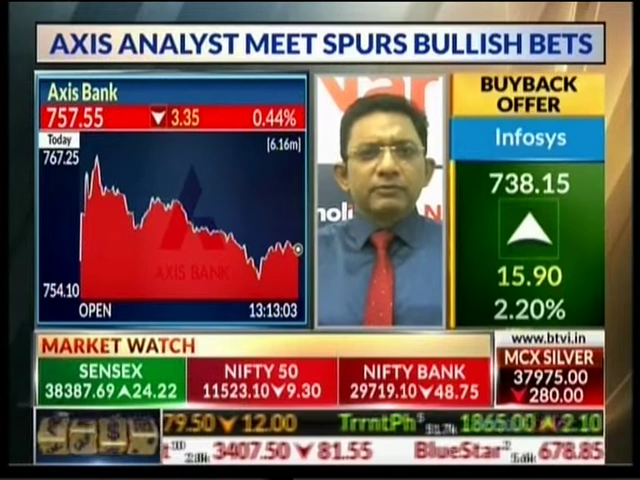 AXIS ANALYST MEET SPURS BULLISH BETS
Axis Bank
757.55 ▼ 3.35 0.44%
Today
[6.16m]
767.25
AXIS BANK
754.10
OPEN 13:13:03
BUYBACK
OFFER
Infosys
738.15
15.90
2.20%
MARKET WATCH
SENSEX
38387.69 ▲ 24.22
NIFTY 50
11523.10 ▼ 9.30
NIFTY BANK
29719.10 ▼ 48.75
www.btvi.in
MCX SILVER
37975.00
▼ 280.00
79.50 ▼ 12.00 TrrntPh 1865.00 ▲ 2.10
3407.50 ▼ 81.55 BlueStar 678.85